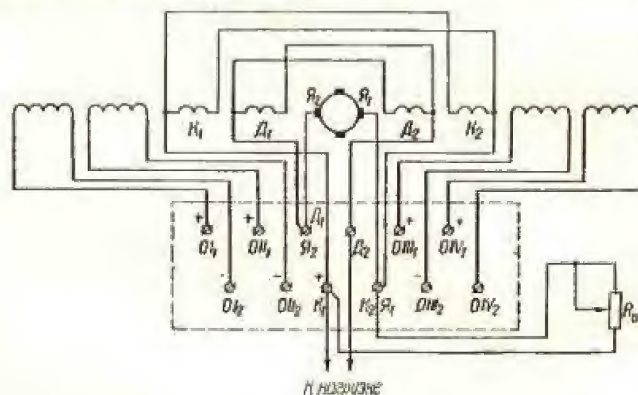 Я₂ Я₁
К₁ Д₁ Д₂ К₂
+ + Д₁ + +
ОI₁ ОII₁ Я₂ Д₂ ОIII₁ ОIV₁
- - + - -
ОI₂ ОII₂ К₁ К₂ Я₁ ОIII₂ ОIV₂
К нагрузке